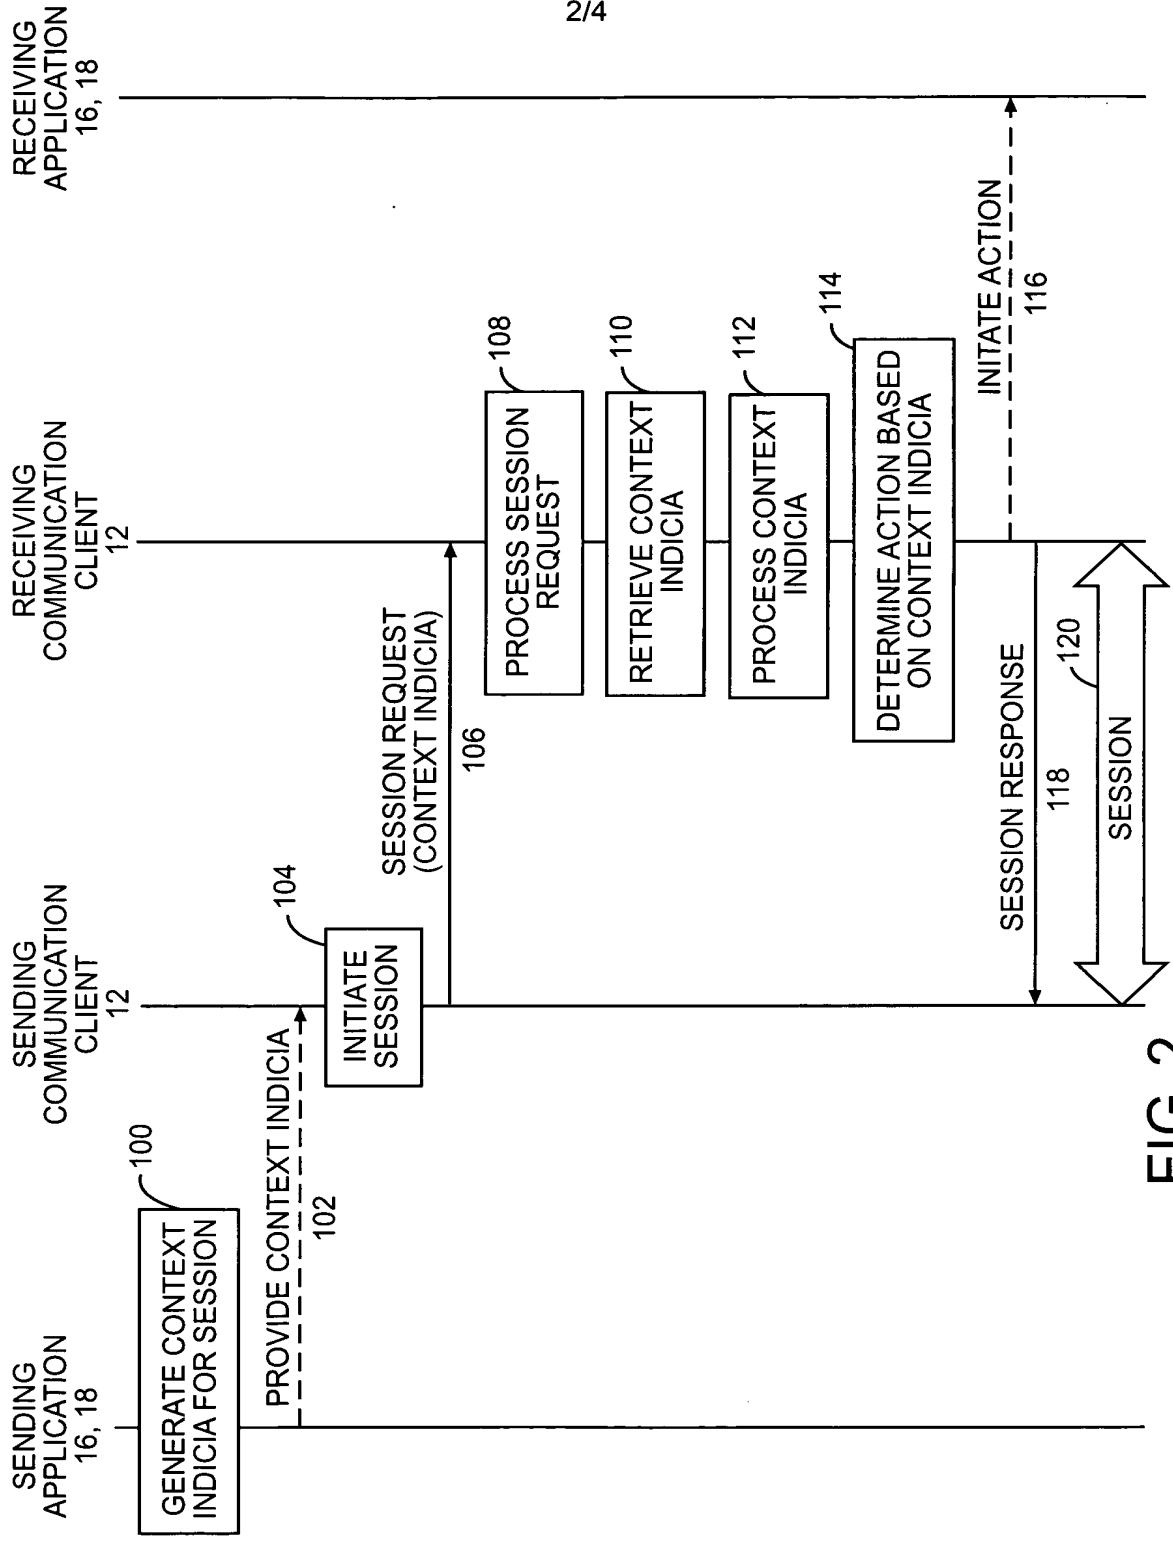 2/4
SENDING
APPLICATION
16, 18
SENDING
COMMUNICATION
CLIENT
12
RECEIVING
COMMUNICATION
CLIENT
12
RECEIVING
APPLICATION
16, 18
GENERATE CONTEXT
INDICIA FOR SESSION
100
PROVIDE CONTEXT INDICIA
102
INITIATE
SESSION
104
SESSION REQUEST
(CONTEXT INDICIA)
106
PROCESS SESSION
REQUEST
108
RETRIEVE CONTEXT
INDICIA
110
PROCESS CONTEXT
INDICIA
112
DETERMINE ACTION BASED
ON CONTEXT INDICIA
114
INITATE ACTION
116
SESSION RESPONSE
118
120
SESSION
FIG. 2